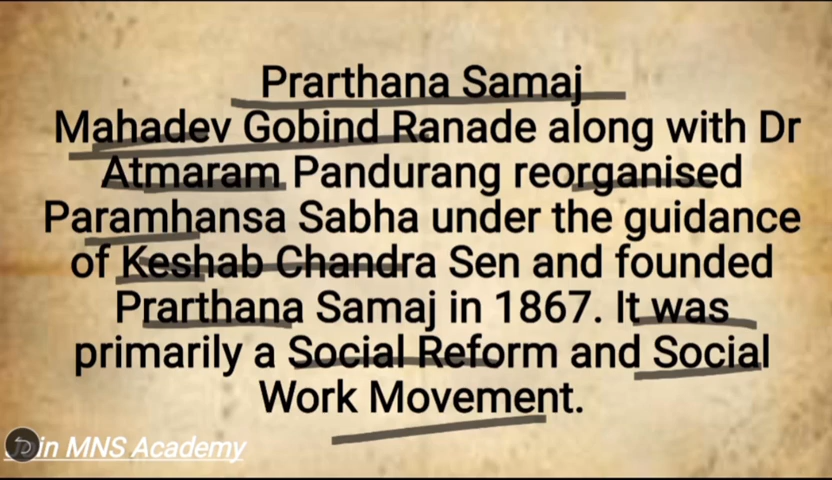 Prarthana Samaj
Mahadev Gobind Ranade along with Dr
Atmaram Pandurang reorganised
Paramhansa Sabha under the guidance
of Keshab Chandra Sen and founded
Prarthana Samaj in 1867. It was
primarily a Social Reform and Social
Work Movement.
in MNS Academy